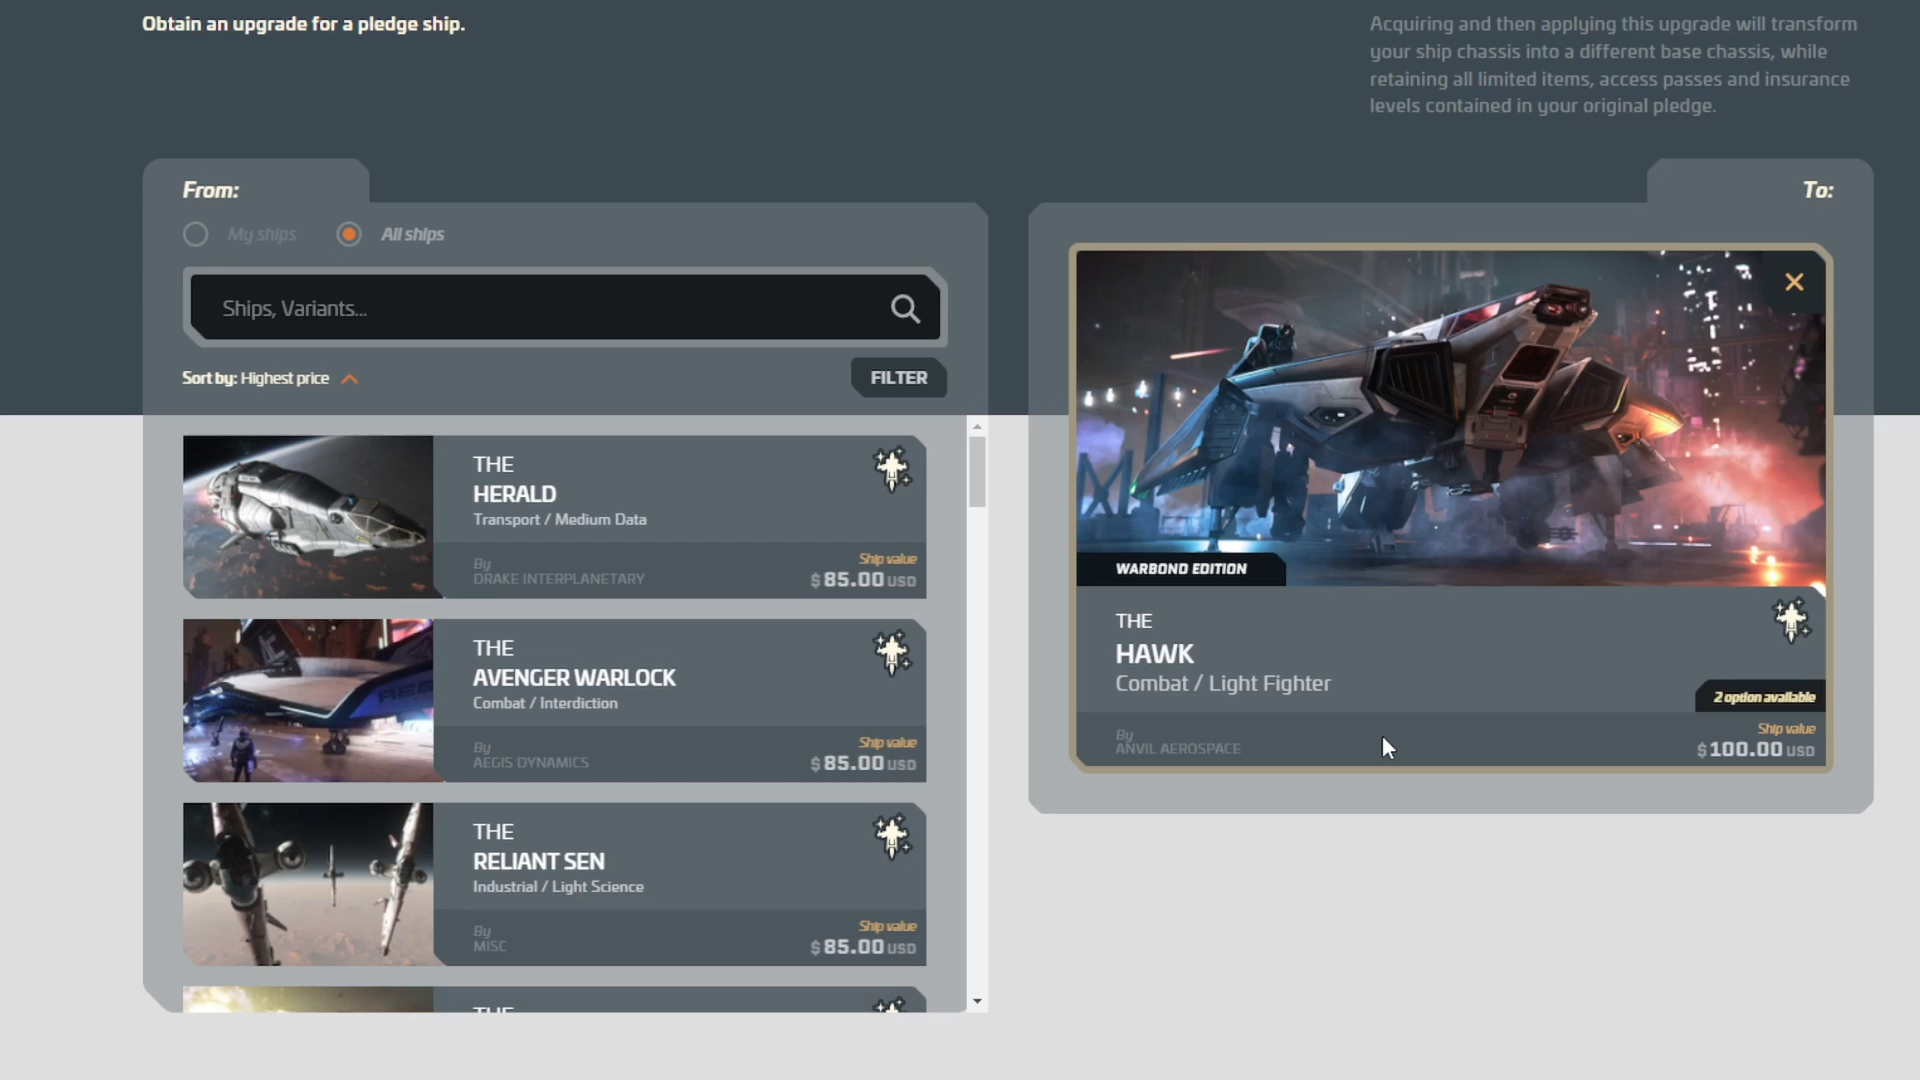 Obtain an upgrade for a pledge ship.
Acquiring and then applying this upgrade will transform
your ship chassis into a different base chassis, while
retaining all limited items, access passes and insurance
levels contained in your original pledge.
From:
My ships
All ships
Ships, Variants...
Sort by: Highest price
FILTER
THE
HERALD
Transport / Medium Data
By
DRAKE INTERPLANETARY
Ship value
$85.00 USD
THE
AVENGER WARLOCK
Combat / Interdiction
By
AEGIS DYNAMICS
Ship value
$85.00 USD
THE
RELIANT SEN
Industrial / Light Science
By
MISC
Ship value
$85.00 USD
THE
To:
WARBOND EDITION
THE
HAWK
Combat / Light Fighter
2 option available
By
ANVIL AEROSPACE
Ship value
$100.00 USD